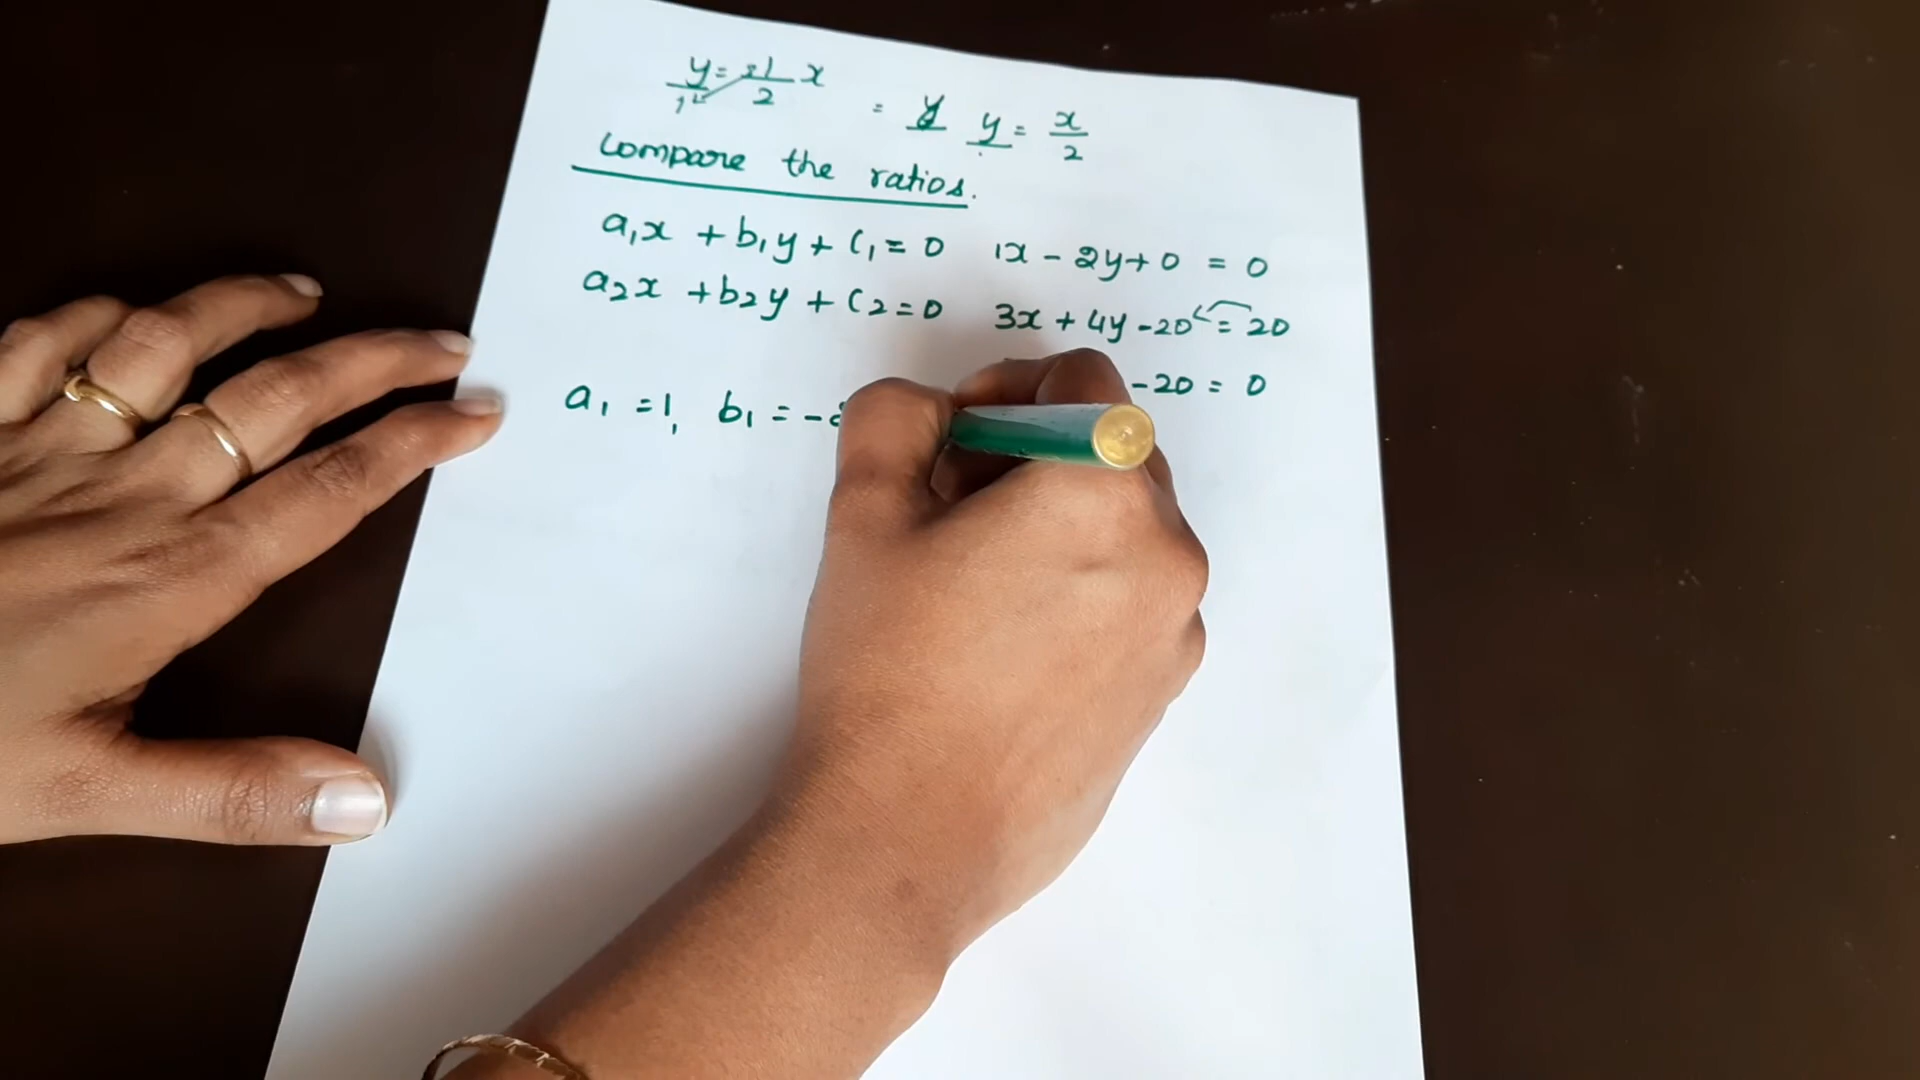 y = 1/2 x = y y = x/2
Compare the ratios.
a₁x + b₁y + C₁ = 0 1x - 2y + 0 = 0
a₂x + b₂y + C₂ = 0 3x + 4y - 20 = 20
- 20 = 0
a₁ = 1, b₁ = -